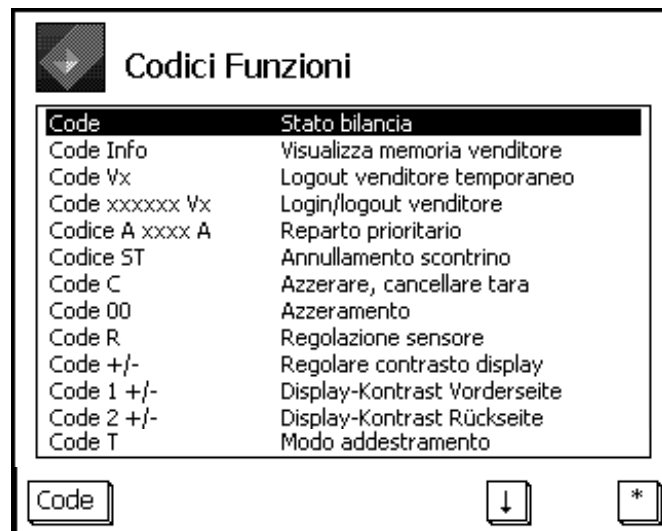 Codici Funzioni
Code Stato bilancia
Code Info Visualizza memoria venditore
Code Vx Logout venditore temporaneo
Code xxxxxx Vx Login/logout venditore
Codice A xxxx A Reparto prioritario
Codice ST Annullamento scontrino
Code C Azzerare, cancellare tara
Code 00 Azzeramento
Code R Regolazione sensore
Code +/- Regolare contrasto display
Code 1 +/- Display-Kontrast Vorderseite
Code 2 +/- Display-Kontrast Rückseite
Code T Modo addestramento
Code ↓ *